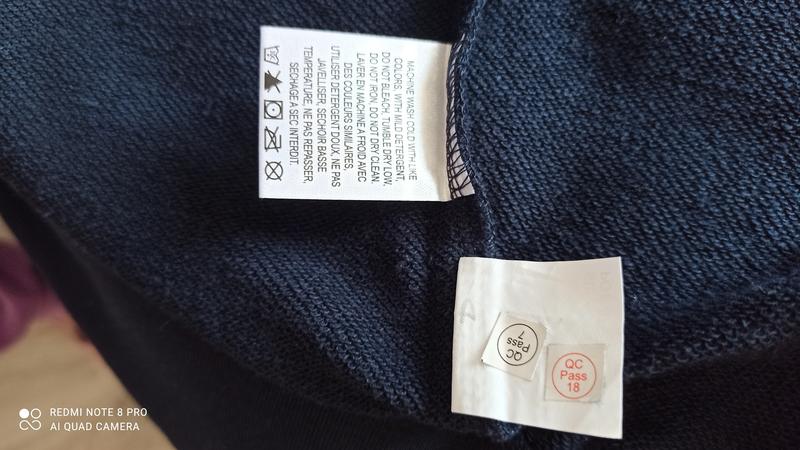 MACHINE WASH COLD WITH LIKE
COLORS, WITH MILD DETERGENT,
DO NOT BLEACH, TUMBLE DRY LOW,
DO NOT IRON, DO NOT DRY CLEAN.
LAVER EN MACHINE A FROID AVEC
DES COULEURS SIMILAIRES,
UTILISER DETERGENT DOUX, NE PAS
JAVELLISER, SECHOIR BASSE
TEMPERATURE, NE PAS REPASSER,
SECHAGE A SEC INTERDIT.
QC
Pass
7
QC
Pass
18
REDMI NOTE 8 PRO
AI QUAD CAMERA